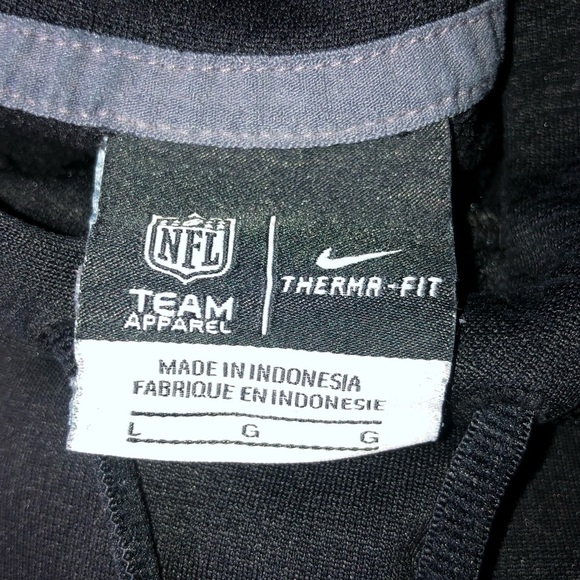 NFL
TEAM
APPAREL
THERMA-FIT
MADE IN INDONESIA
FABRIQUE EN INDONESIE
L G G